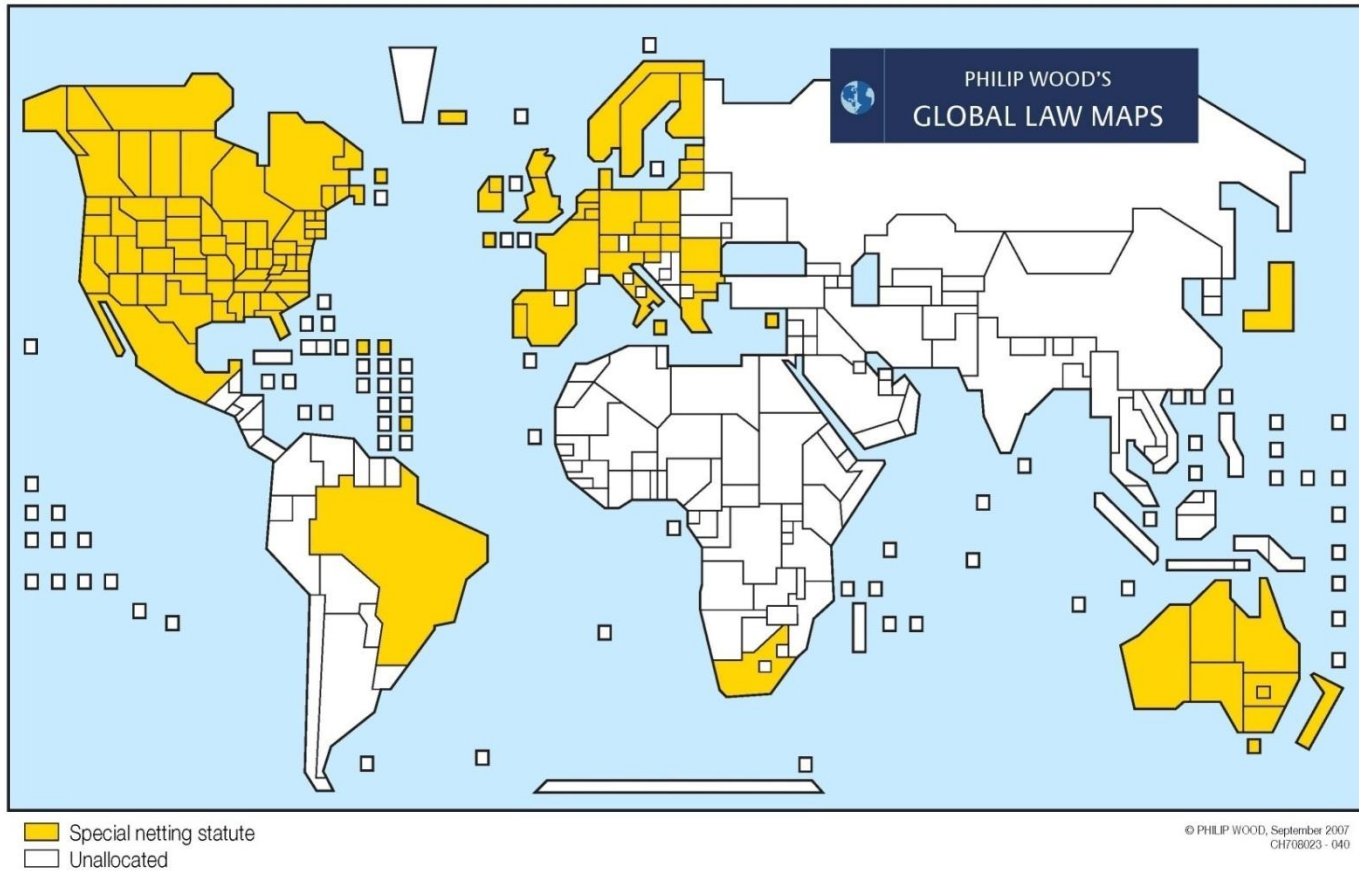 PHILIP WOOD'S
GLOBAL LAW MAPS
Special netting statute
Unallocated
© PHILIP WOOD, September 2007
CH708023 - 040